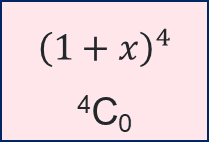 (1 + x)⁴
⁴C₀